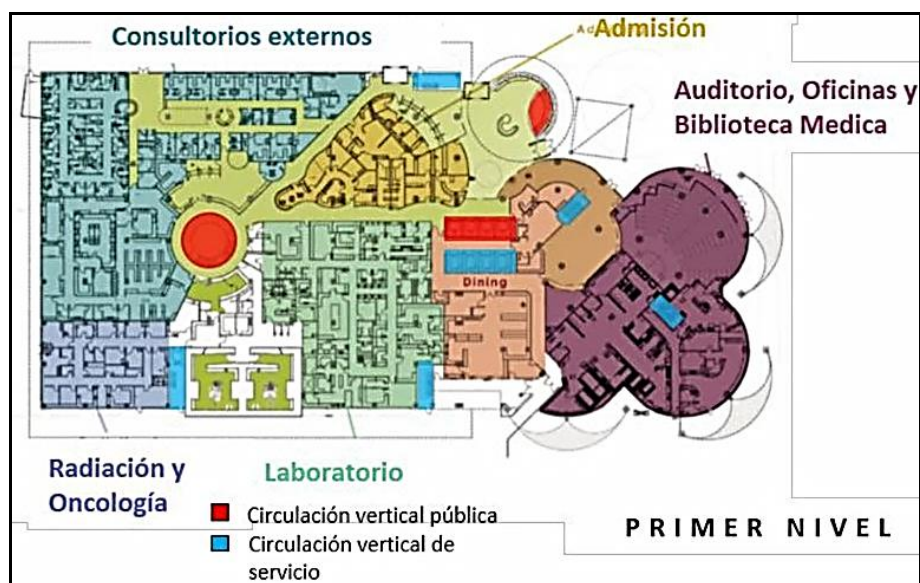 Consultorios externos
Admisión
Auditorio, Oficinas y
Biblioteca Medica
Dining
Radiación y
Oncología
Laboratorio
Circulación vertical pública
Circulación vertical de
servicio
PRIMER NIVEL